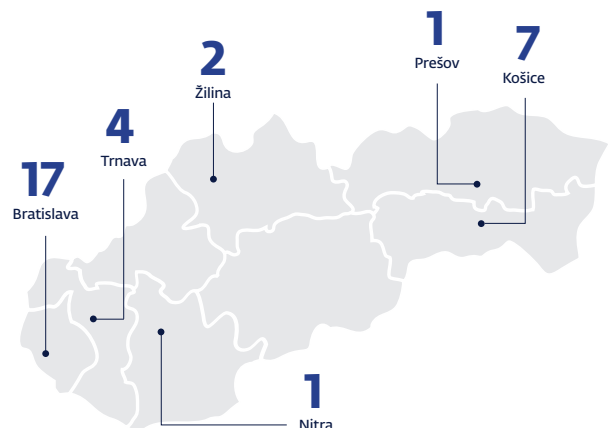 1
Prešov
7
Košice
2
Žilina
4
Trnava
17
Bratislava
1
Nitra